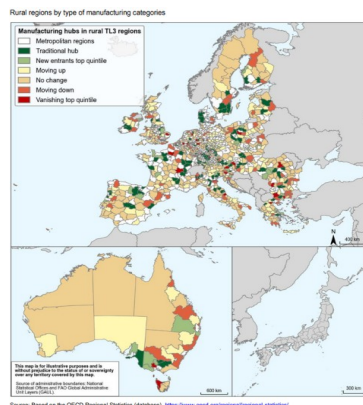 Rural regions by type of manufacturing categories
Manufacturing hubs in rural TL3 regions
Metropolitan regions
Traditional hub
New entrants top quintile
Moving up
No change
Moving down
Vanishing top quintile
N
400 km
This map is for illustrative purposes and is
without prejudice to the status of or sovereignty
over any territory covered by this map.
Source of administrative boundaries: National
Statistical Offices and FAO Global Administrative
Unit Layers (GAUL).
600 km
300 km
Source: Based on the OECD Regional Statistics (database),